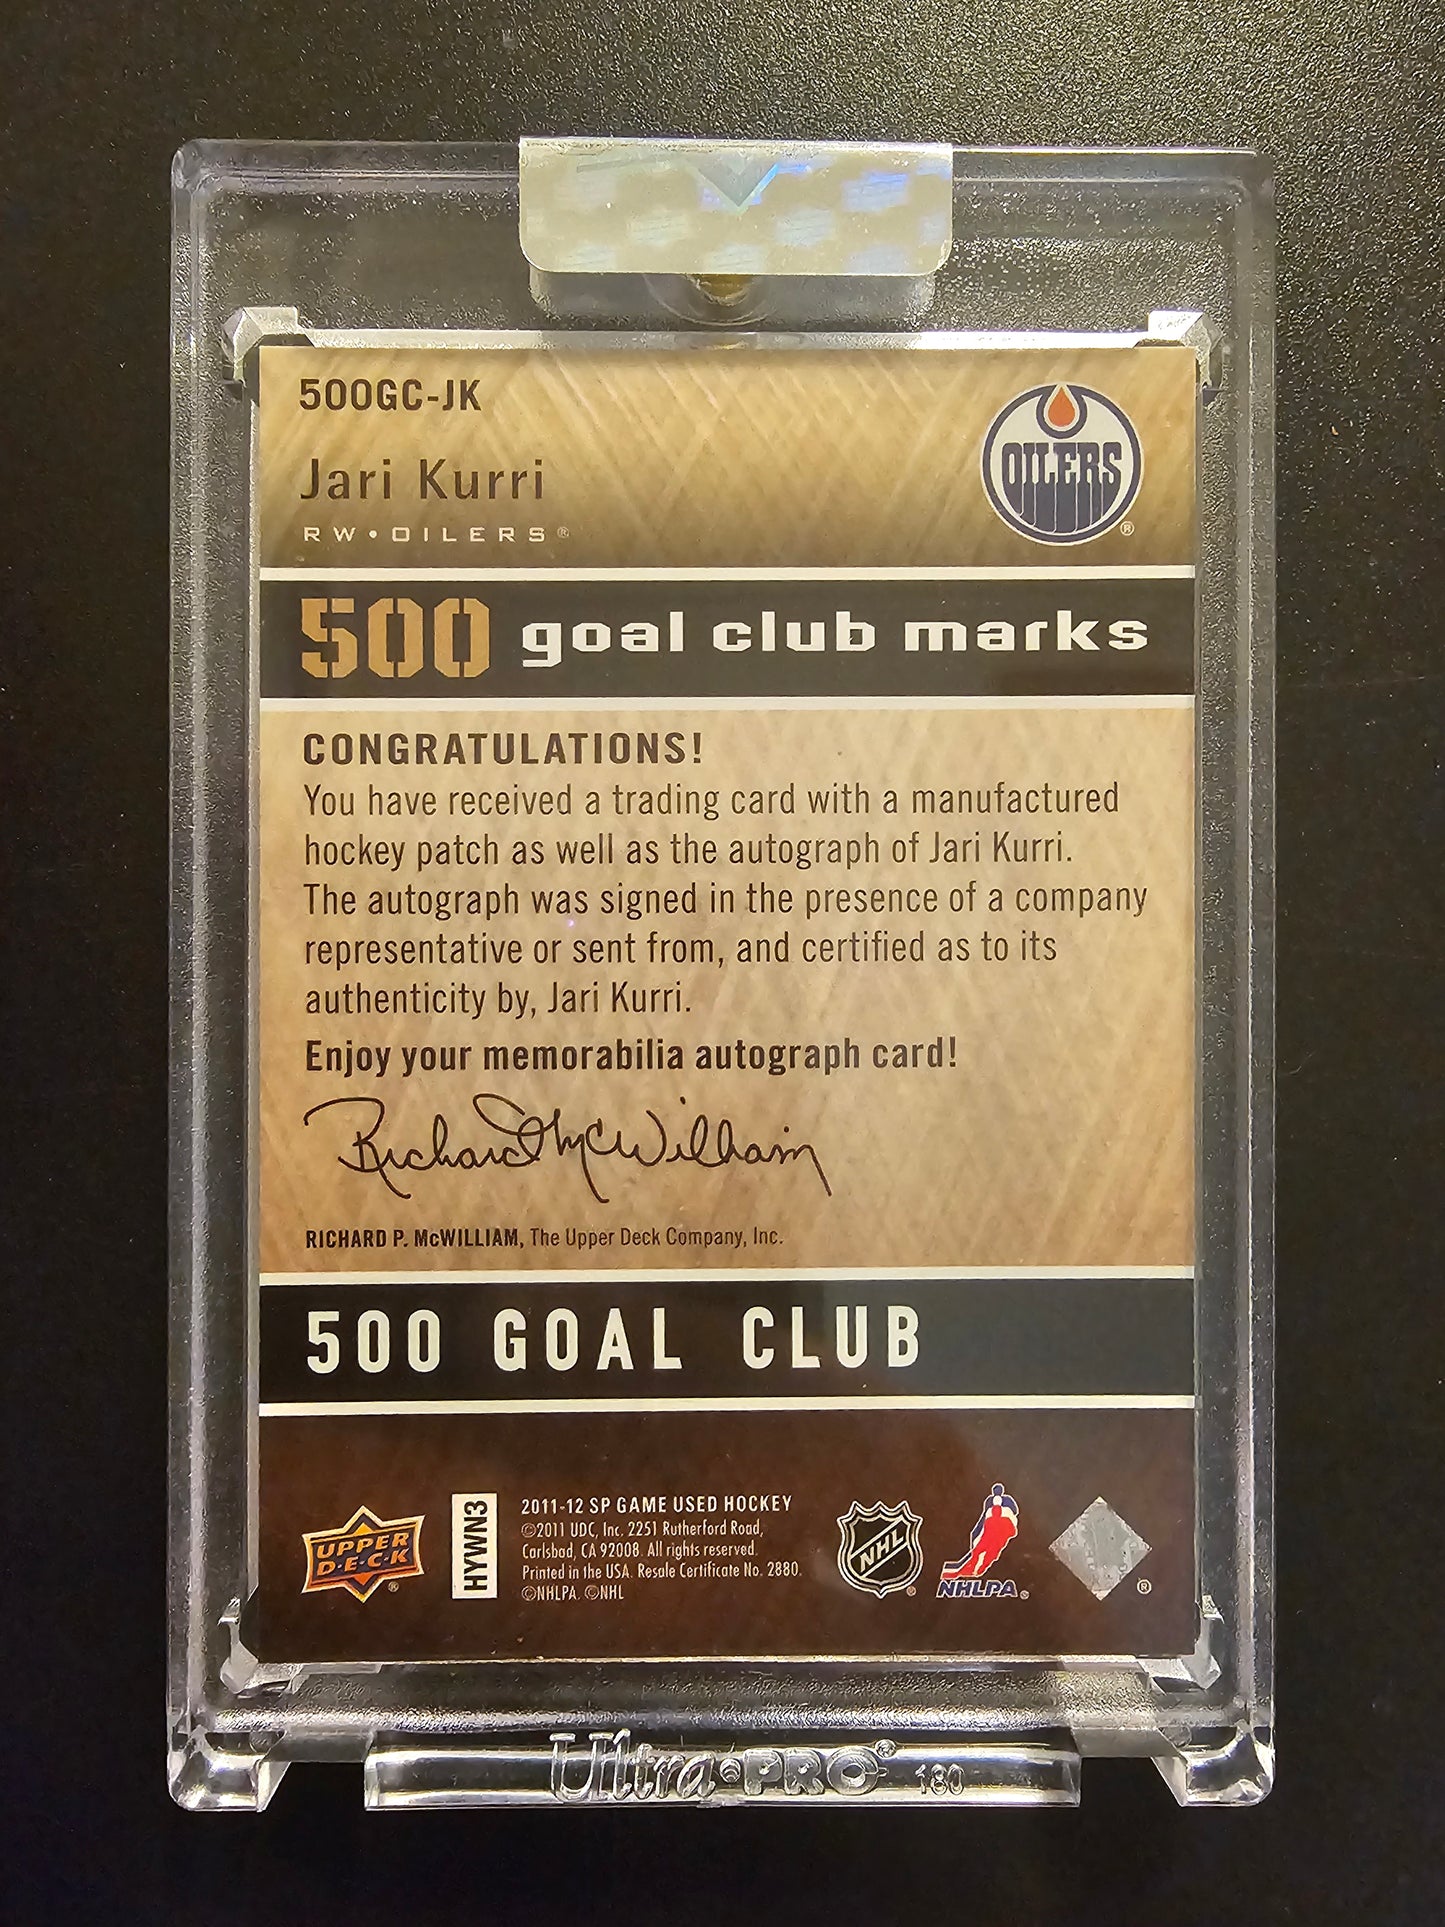 500GC-JK
Jari Kurri
RW•OILERS®
OILERS
®
500 goal club marks
CONGRATULATIONS!
You have received a trading card with a manufactured
hockey patch as well as the autograph of Jari Kurri.
The autograph was signed in the presence of a company
representative or sent from, and certified as to its
authenticity by, Jari Kurri.
Enjoy your memorabilia autograph card!
Richard McWilliam
RICHARD P. McWILLIAM, The Upper Deck Company, Inc.
500 GOAL CLUB
UPPER
D·E·C·K
®
HYWN3
2011-12 SP GAME USED HOCKEY
©2011 UDC, Inc. 2251 Rutherford Road,
Carlsbad, CA 92008. All rights reserved.
Printed in the USA. Resale Certificate No. 2880.
©NHLPA. ©NHL
NHL
®
NHLPA®
®
Ultra•PRO® 180